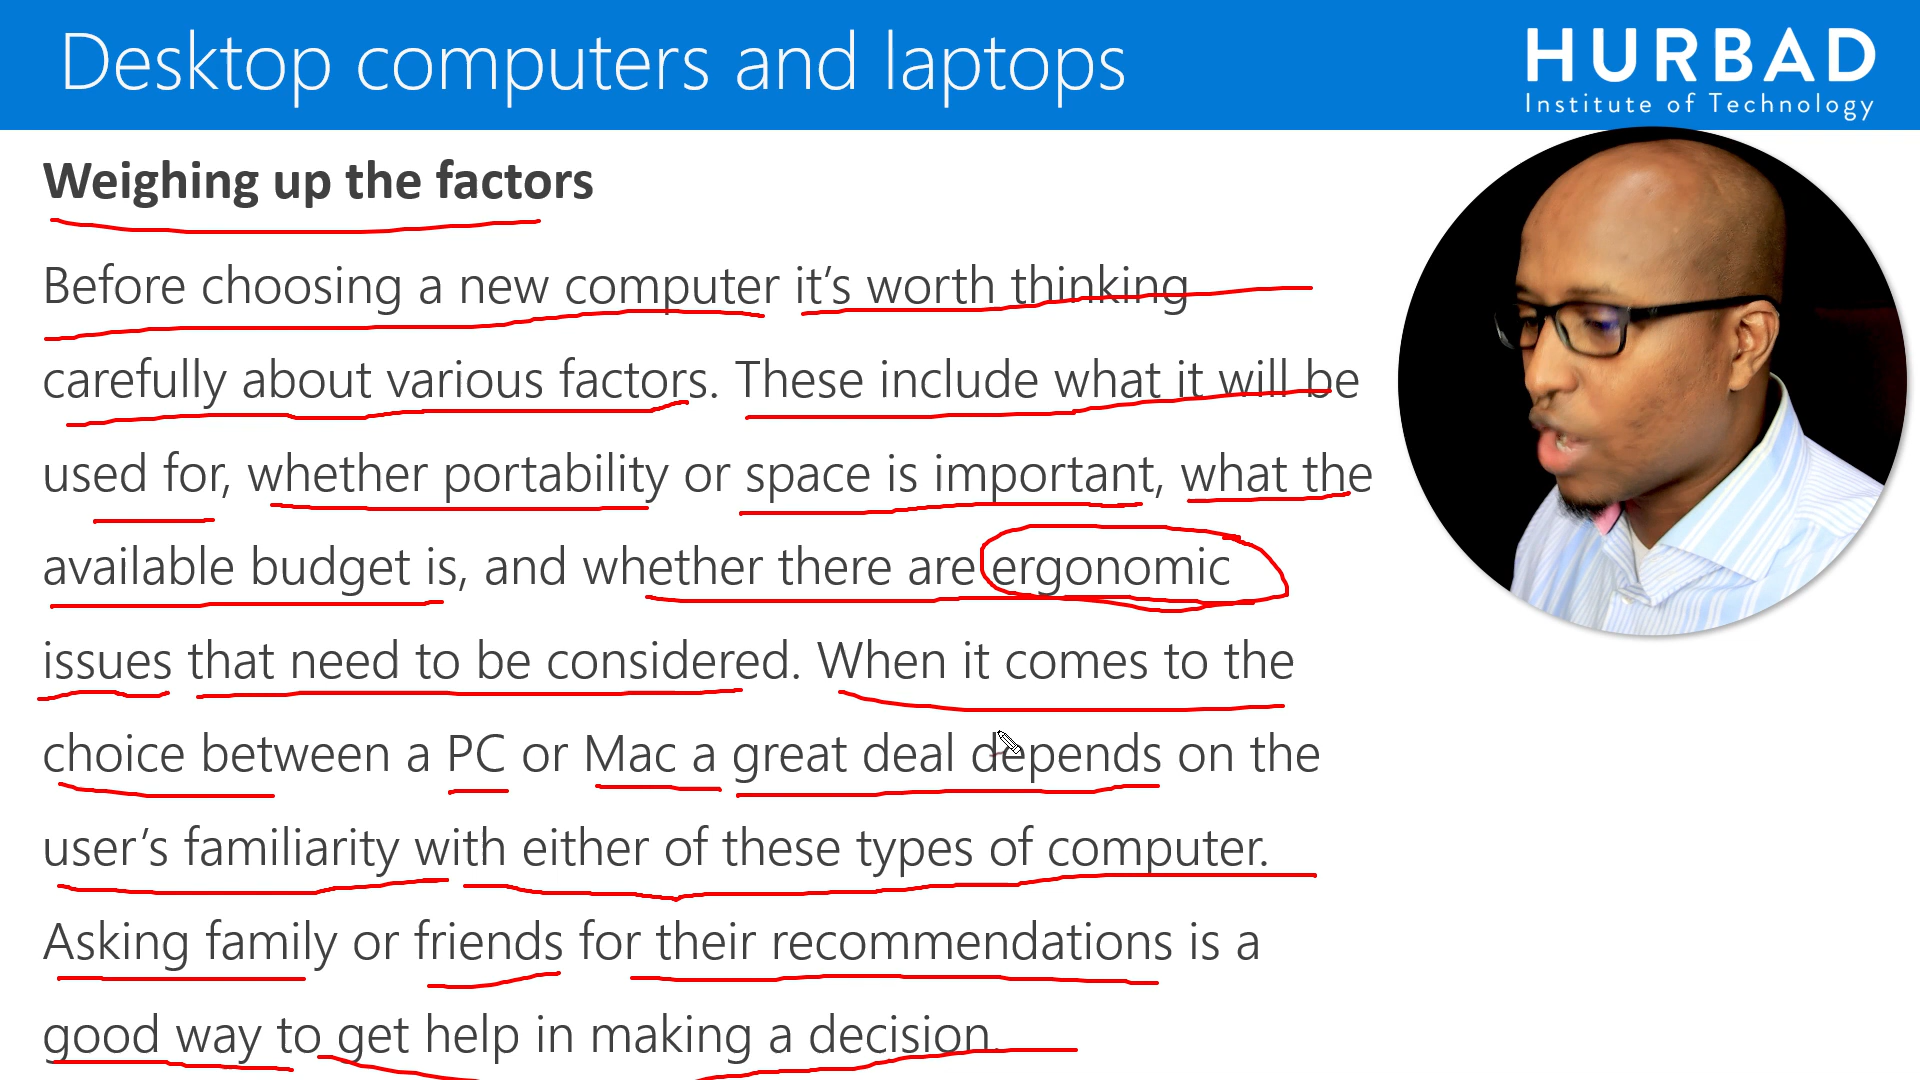 Desktop computers and laptops
HURBAD
Institute of Technology
Weighing up the factors
Before choosing a new computer it’s worth thinking
carefully about various factors. These include what it will be
used for, whether portability or space is important, what the
available budget is, and whether there are ergonomic
issues that need to be considered. When it comes to the
choice between a PC or Mac a great deal depends on the
user’s familiarity with either of these types of computer.
Asking family or friends for their recommendations is a
good way to get help in making a decision.